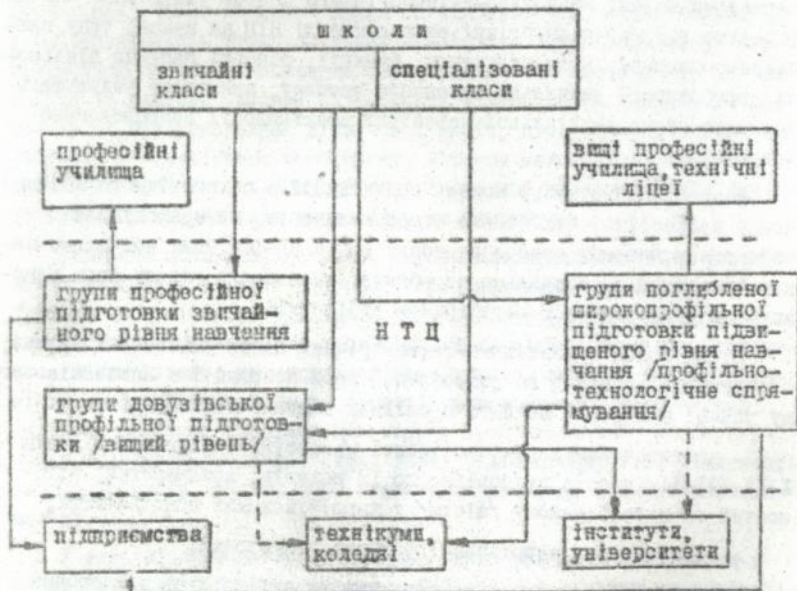 школи
звичайні
класи
спеціалізовані
класи
професійні
училища
вищі професійні
училища, технічні
ліцеї
групи професійної
підготовки звичай-
ного рівня навчання
НТЦ
групи поглибленої
широкопрофільної
підготовки підви-
щеного рівня нав-
чання /профільно-
технологічне спря-
мування/
групи довузівської
профільної підготов-
ки /вищий рівень/
підприємства
технікуми,
коледжі
інститути,
університети